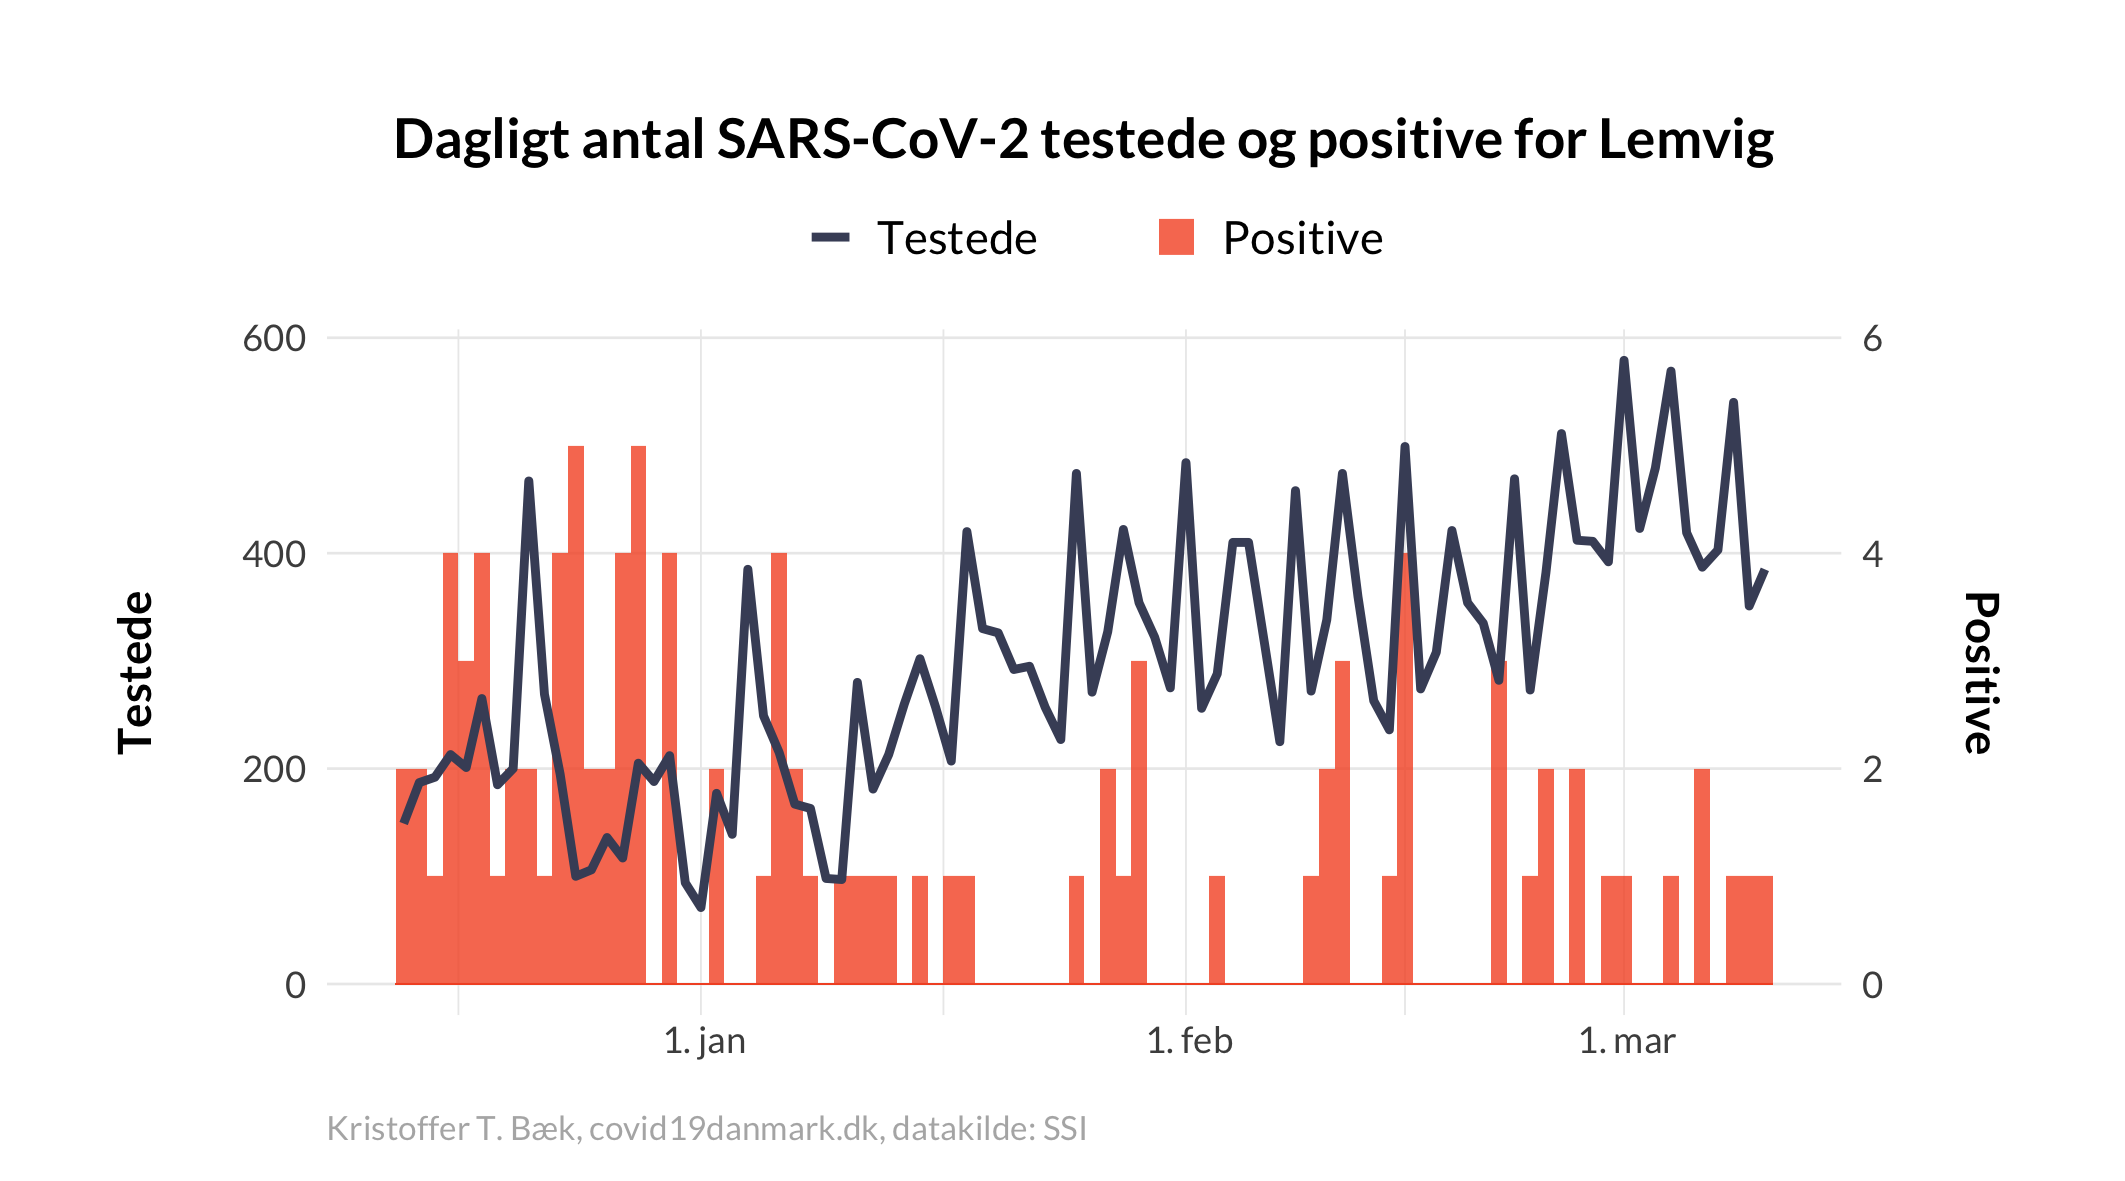 Dagligt antal SARS-CoV-2 testede og positive for Lemvig
Testede
Positive
600
400
200
0
6
4
2
0
Testede
Positive
1. jan
1. feb
1. mar
Kristoffer T. Bæk, covid19danmark.dk, datakilde: SSI